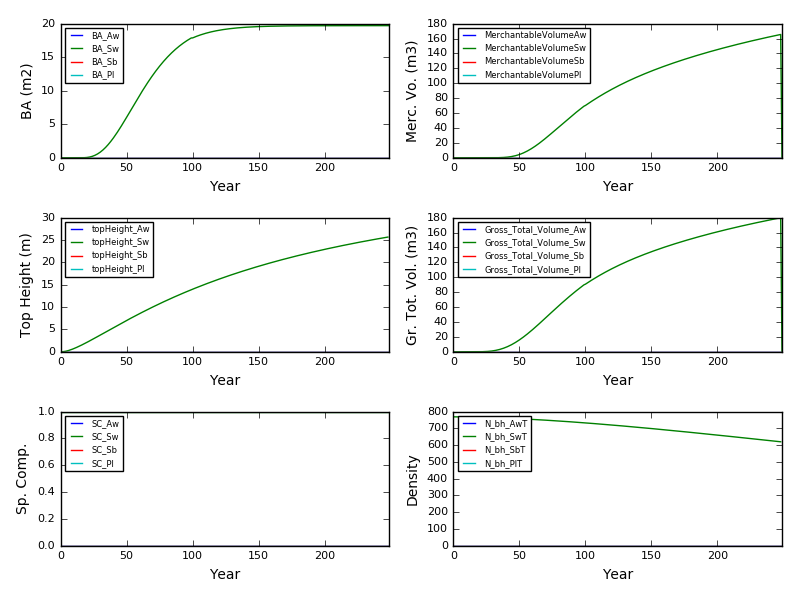 BA (m2)
20
15
10
5
0
BA_Aw
BA_Sw
BA_Sb
BA_Pl
0 50 100 150 200
Year
Merc. Vo. (m3)
180
160
140
120
100
80
60
40
20
0
MerchantableVolumeAw
MerchantableVolumeSw
MerchantableVolumeSb
MerchantableVolumePl
0 50 100 150 200
Year
Top Height (m)
30
25
20
15
10
5
0
topHeight_Aw
topHeight_Sw
topHeight_Sb
topHeight_Pl
0 50 100 150 200
Year
Gr. Tot. Vol. (m3)
180
160
140
120
100
80
60
40
20
0
Gross_Total_Volume_Aw
Gross_Total_Volume_Sw
Gross_Total_Volume_Sb
Gross_Total_Volume_Pl
0 50 100 150 200
Year
Sp. Comp.
1.0
0.8
0.6
0.4
0.2
0.0
SC_Aw
SC_Sw
SC_Sb
SC_Pl
0 50 100 150 200
Year
Density
800
700
600
500
400
300
200
100
0
N_bh_AwT
N_bh_SwT
N_bh_SbT
N_bh_PlT
0 50 100 150 200
Year